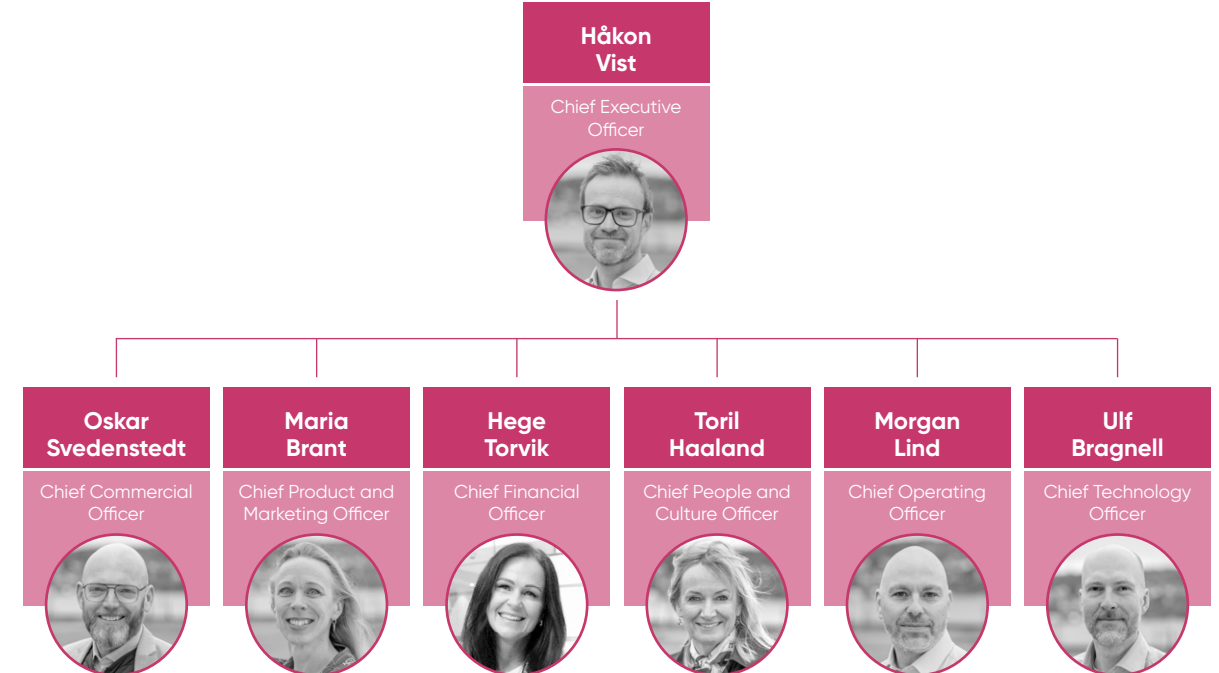 Håkon
Vist
Chief Executive
Officer
Oskar
Svedenstedt
Chief Commercial
Officer
Maria
Brant
Chief Product and
Marketing Officer
Hege
Torvik
Chief Financial
Officer
Toril
Haaland
Chief People and
Culture Officer
Morgan
Lind
Chief Operating
Officer
Ulf
Bragnell
Chief Technology
Officer